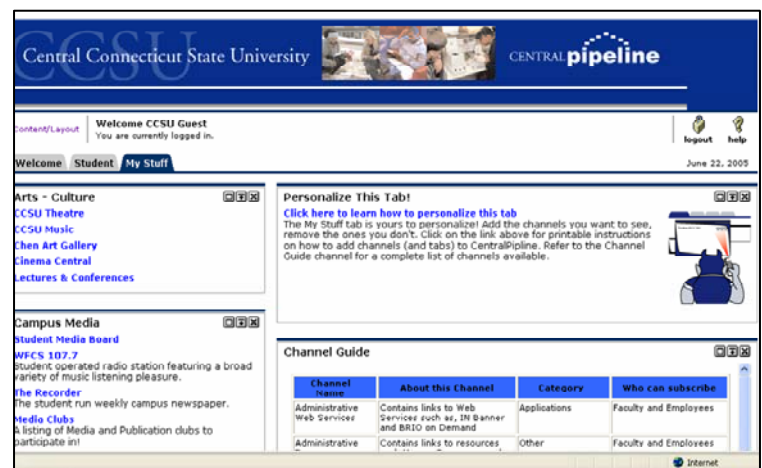 CCSU
Central Connecticut State University
CENTRAL pipeline
Content/Layout
Welcome CCSU Guest
You are currently logged in.
logout help
Welcome Student My Stuff
June 22, 2005
Arts - Culture
CCSU Theatre
CCSU Music
Chen Art Gallery
Cinema Central
Lectures & Conferences
Campus Media
Student Media Board
WFCS 107.7
Student operated radio station featuring a broad
variety of music listening pleasure.
The Recorder
The student run weekly campus newspaper.
Media Clubs
A listing of Media and Publication clubs to
participate in!
Personalize This Tab!
Click here to learn how to personalize this tab
The My Stuff tab is yours to personalize! Add the channels you want to see,
remove the ones you don't. Click on the link above for printable instructions
on how to add channels (and tabs) to CentralPipline. Refer to the Channel
Guide channel for a complete list of channels available.
Channel Guide
Channel Name About this Channel Category Who can subscribe
Administrative Web Services
Contains links to Web
Services such as, IN Banner
and BRIO on Demand
Applications
Faculty and Employees
Administrative
Contains links to resources
Other
Faculty and Employees
Internet